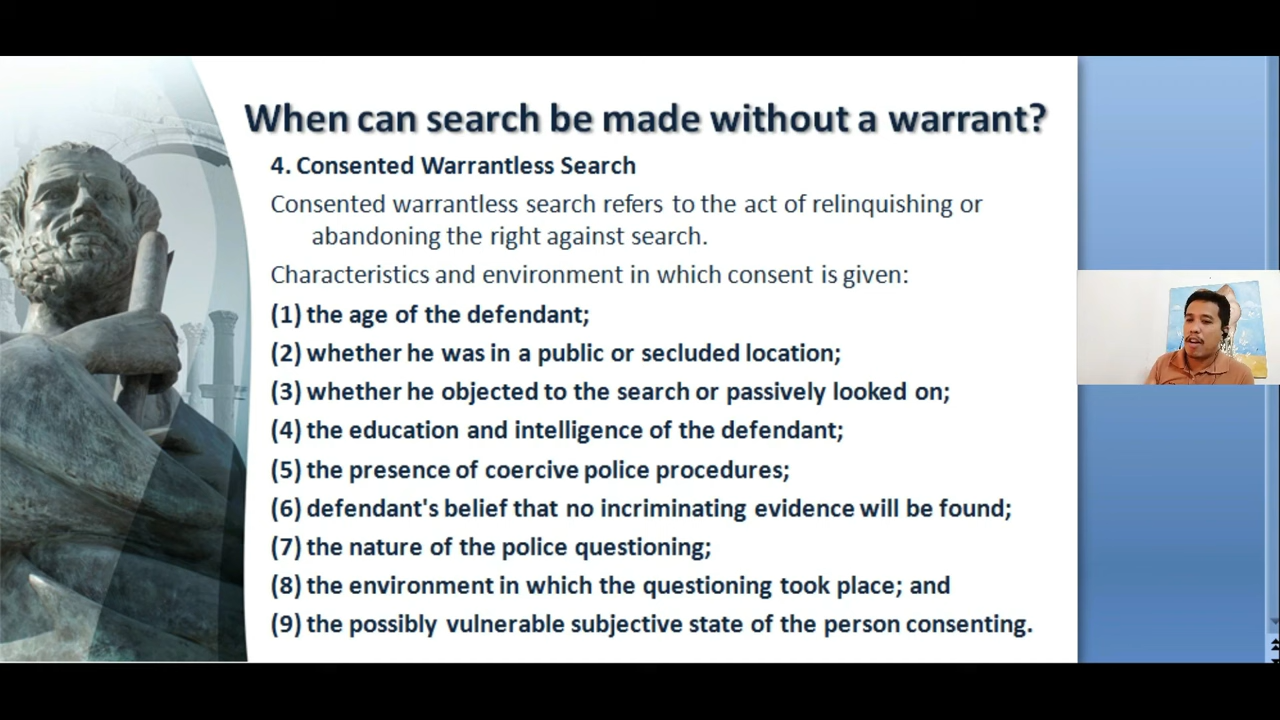 When can search be made without a warrant?
4. Consented Warrantless Search
Consented warrantless search refers to the act of relinquishing or
abandoning the right against search.
Characteristics and environment in which consent is given:
(1) the age of the defendant;
(2) whether he was in a public or secluded location;
(3) whether he objected to the search or passively looked on;
(4) the education and intelligence of the defendant;
(5) the presence of coercive police procedures;
(6) defendant's belief that no incriminating evidence will be found;
(7) the nature of the police questioning;
(8) the environment in which the questioning took place; and
(9) the possibly vulnerable subjective state of the person consenting.